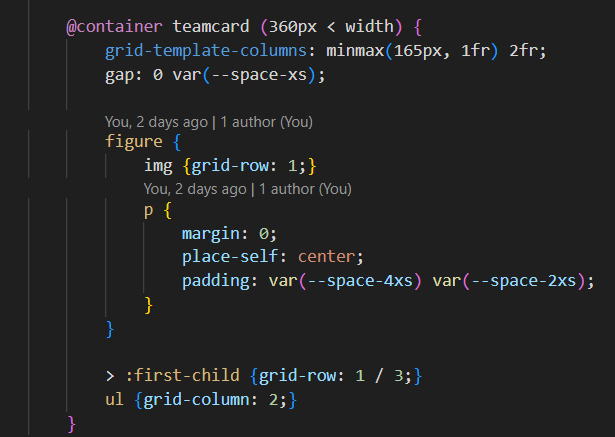 @container teamcard (360px < width) {
grid-template-columns: minmax(165px, 1fr) 2fr;
gap: 0 var(--space-xs);
You, 2 days ago | 1 author (You)
figure {
img {grid-row: 1;}
You, 2 days ago | 1 author (You)
p {
margin: 0;
place-self: center;
padding: var(--space-4xs) var(--space-2xs);
}
}
> :first-child {grid-row: 1 / 3;}
ul {grid-column: 2;}
}